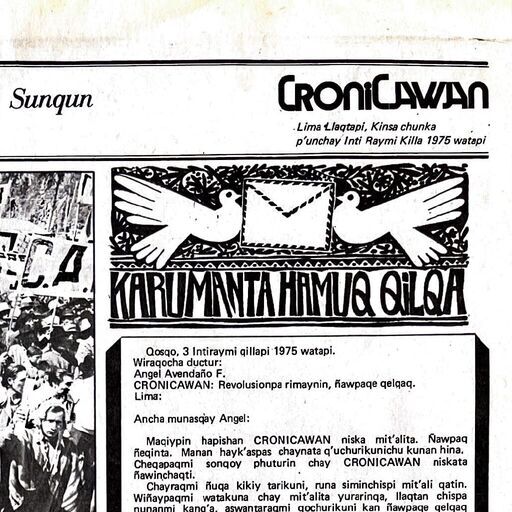 Sunqun
CRONICAWAN
Lima Llaqtapi, Kinsa chunka
p'unchay Inti Raymi Killa 1975 watapi
C.A.
KARUMANTA HAMUQ QILQA
Qosqo, 3 Intiraymi qillapi 1975 watapi.
Wiraqocha ductur:
Angel Avendaño F.
CRONICAWAN: Revolusionpa rimaynin, ñawpaqe qelqaq.
Lima:
Ancha munasqay Angel:
Maqiypin hapishan CRONICAWAN niska mit'alita. Ñawpaq
ñeqinta. Manan hayk'aspas chaynata q'uchurikunichu kunan hina.
Cheqapaqmi sonqoy phuturin chay CRONICAWAN niskata
ñawinchaqti.
Chayraqmi ñuqa kikiy tarikuni, runa siminchispi mit'ali qatin.
Wiñaypaqmi watakuna chay mit'alita yurarinqa, llaqtan chispa
nunanmi kanq'a, aswantaraqmi qochurikuni kan ñawpaqe qelqaq